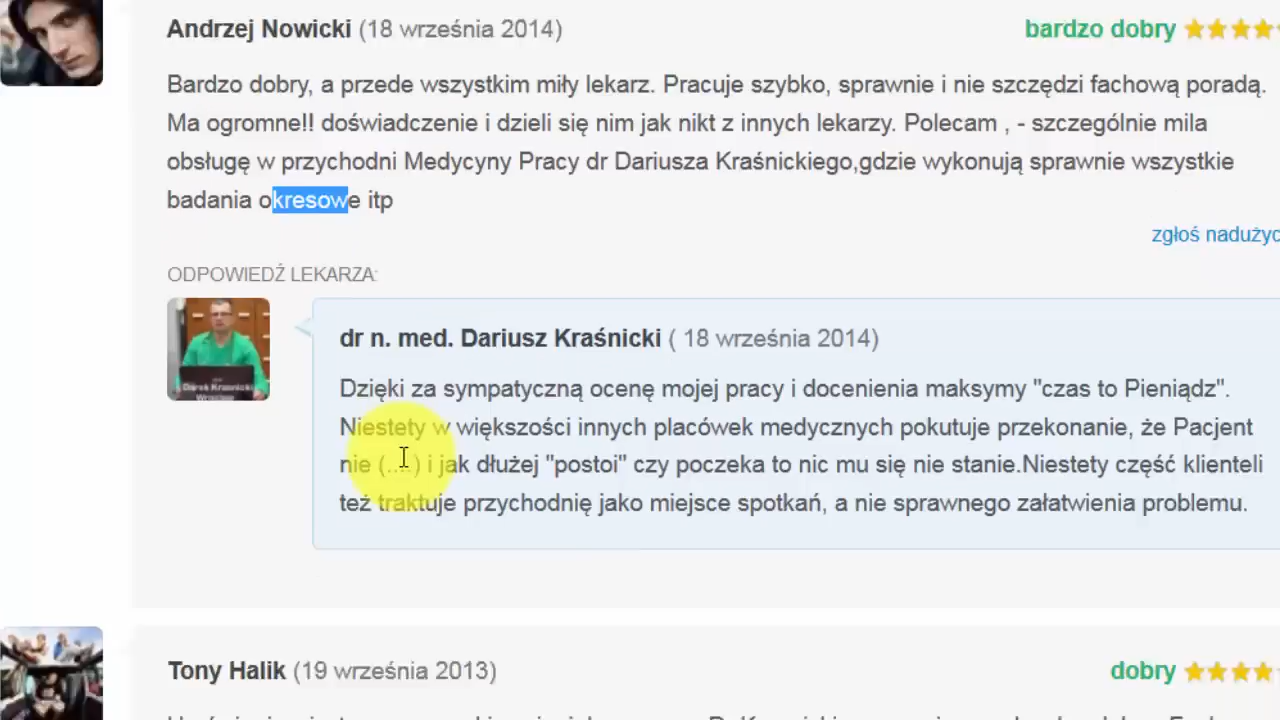 Andrzej Nowicki (18 września 2014)
bardzo dobry
Bardzo dobry, a przede wszystkim miły lekarz. Pracuje szybko, sprawnie i nie szczędzi fachową poradą.
Ma ogromne!! doświadczenie i dzieli się nim jak nikt z innych lekarzy. Polecam , - szczególnie mila
obsługę w przychodni Medycyny Pracy dr Dariusza Kraśnickiego,gdzie wykonują sprawnie wszystkie
badania okresowe itp
zgłoś nadużyc
ODPOWIEDŹ LEKARZA:
Darek Krasnicki
Wroclaw
dr n. med. Dariusz Kraśnicki ( 18 września 2014)
Dzięki za sympatyczną ocenę mojej pracy i docenienia maksymy "czas to Pieniądz".
Niestety w większości innych placówek medycznych pokutuje przekonanie, że Pacjent
nie (....) i jak dłużej "postoi" czy poczeka to nic mu się nie stanie.Niestety część klienteli
też traktuje przychodnię jako miejsce spotkań, a nie sprawnego załatwienia problemu.
Tony Halik (19 września 2013)
dobry